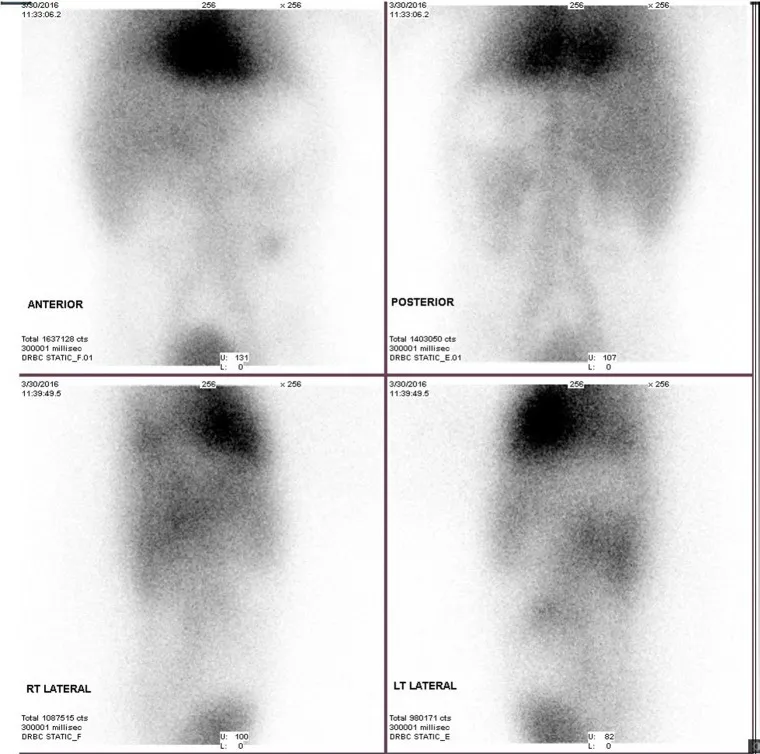 3/30/2016 256 x 256
11:33:06.2
ANTERIOR
Total 1637128 cts
300001 millisec
DRBC STATIC_F.01
U: 131
L: 0
3/30/2016 256 x 256
11:33:06.2
POSTERIOR
Total 1403050 cts
300001 millisec
DRBC STATIC_E.01
U: 107
L: 0
3/30/2016 256 x 256
11:39:49.5
RT LATERAL
Total 1087515 cts
300001 millisec
DRBC STATIC_F
U: 100
L: 0
3/30/2016 256 x 256
11:39:49.5
LT LATERAL
Total 980171 cts
300001 millisec
DRBC STATIC_E
U: 82
L: 0